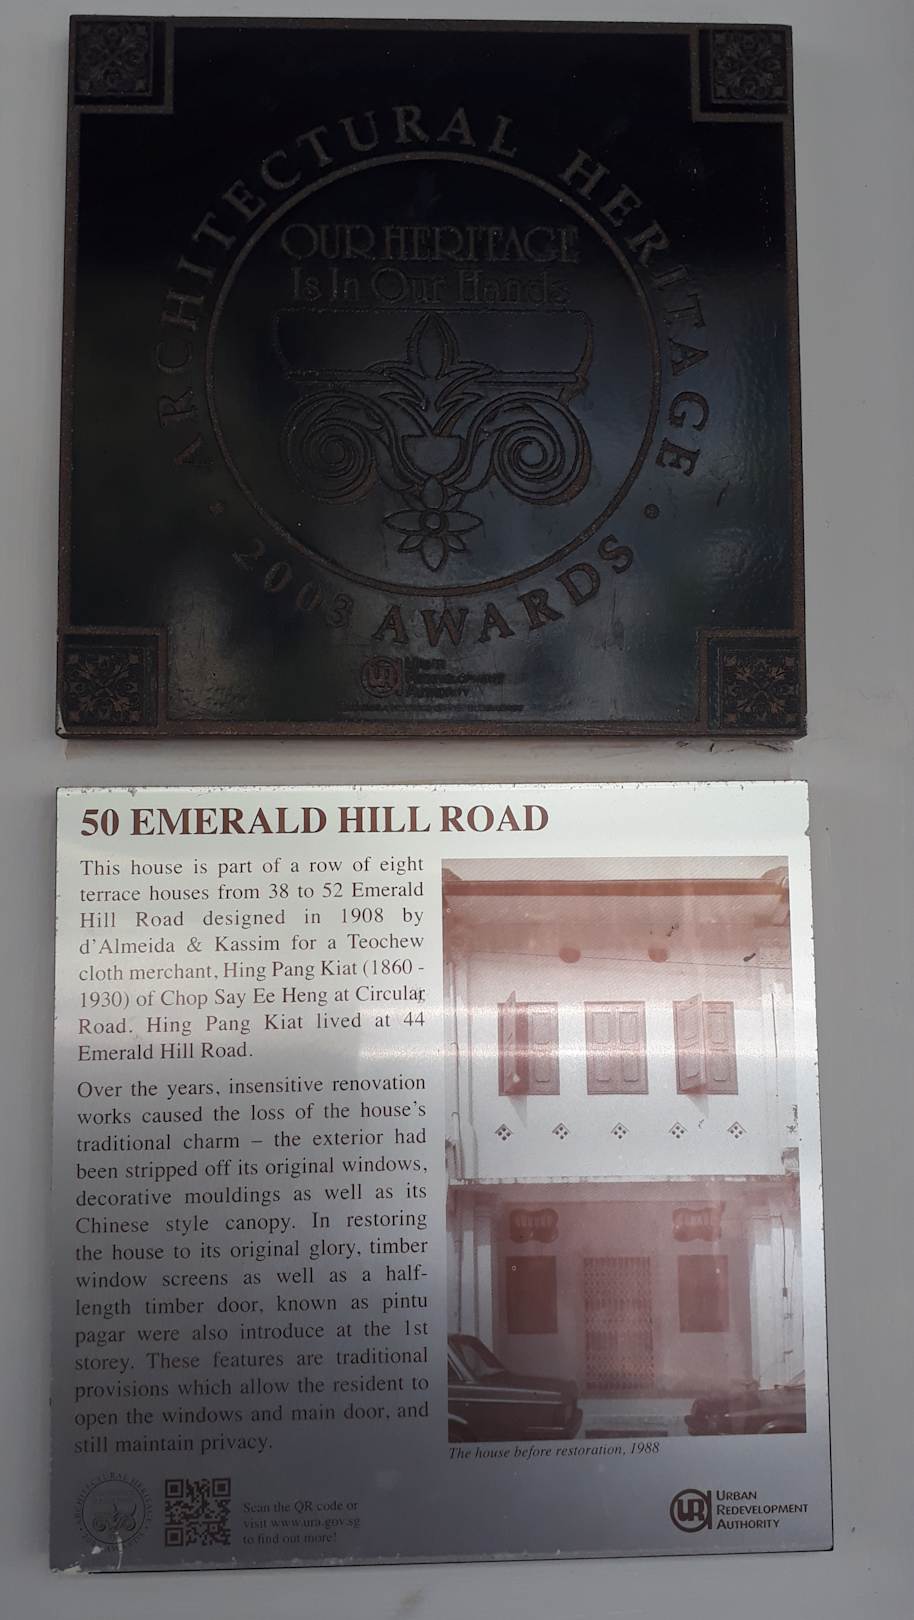 ARCHITECTURAL HERITAGE
OUR HERITAGE
Is In Our Hands
2003 AWARDS
URBAN
REDEVELOPMENT
AUTHORITY
50 EMERALD HILL ROAD
This house is part of a row of eight
terrace houses from 38 to 52 Emerald
Hill Road designed in 1908 by
d'Almeida & Kassim for a Teochew
cloth merchant, Hing Pang Kiat (1860 -
1930) of Chop Say Ee Heng at Circular
Road. Hing Pang Kiat lived at 44
Emerald Hill Road.
Over the years, insensitive renovation
works caused the loss of the house's
traditional charm – the exterior had
been stripped off its original windows,
decorative mouldings as well as its
Chinese style canopy. In restoring
the house to its original glory, timber
window screens as well as a half-
length timber door, known as pintu
pagar were also introduce at the 1st
storey. These features are traditional
provisions which allow the resident to
open the windows and main door, and
still maintain privacy.
The house before restoration, 1988
ARCHITECTURAL HERITAGE
AWARDS
Scan the QR code or
visit www.ura.gov.sg
to find out more!
URBAN
REDEVELOPMENT
AUTHORITY